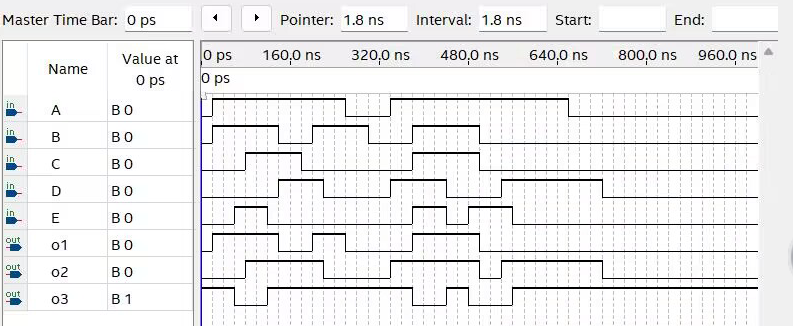 Master Time Bar: 0 ps Pointer: 1.8 ns Interval: 1.8 ns Start: End:
Name Value at 0 ps
0 ps 160.0 ns 320.0 ns 480.0 ns 640.0 ns 800.0 ns 960.0 ns
0 ps
in A B 0
in B B 0
in C B 0
in D B 0
in E B 0
out o1 B 0
out o2 B 0
out o3 B 1